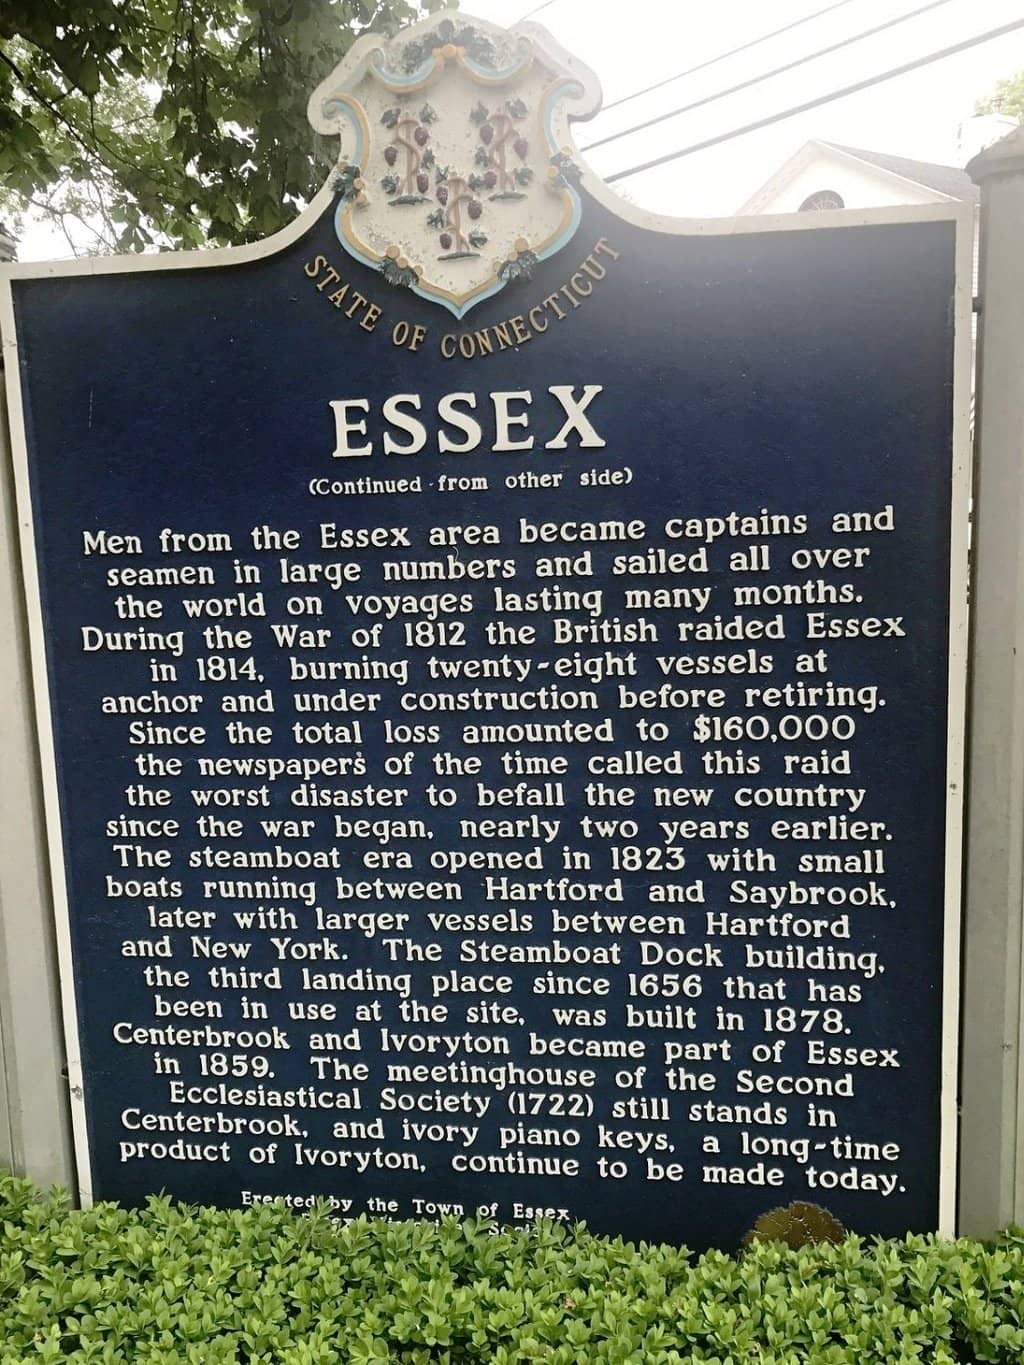 STATE OF CONNECTICUT
ESSEX
(Continued from other side)
Men from the Essex area became captains and
seamen in large numbers and sailed all over
the world on voyages lasting many months.
During the War of 1812 the British raided Essex
in 1814, burning twenty-eight vessels at
anchor and under construction before retiring.
Since the total loss amounted to $160,000
the newspapers of the time called this raid
the worst disaster to befall the new country
since the war began, nearly two years earlier.
The steamboat era opened in 1823 with small
boats running between Hartford and Saybrook,
later with larger vessels between Hartford
and New York. The Steamboat Dock building,
the third landing place since 1656 that has
been in use at the site, was built in 1878.
Centerbrook and Ivoryton became part of Essex
in 1859. The meetinghouse of the Second
Ecclesiastical Society (1722) still stands in
Centerbrook, and ivory piano keys, a long-time
product of Ivoryton, continue to be made today.
Erected by the Town of Essex